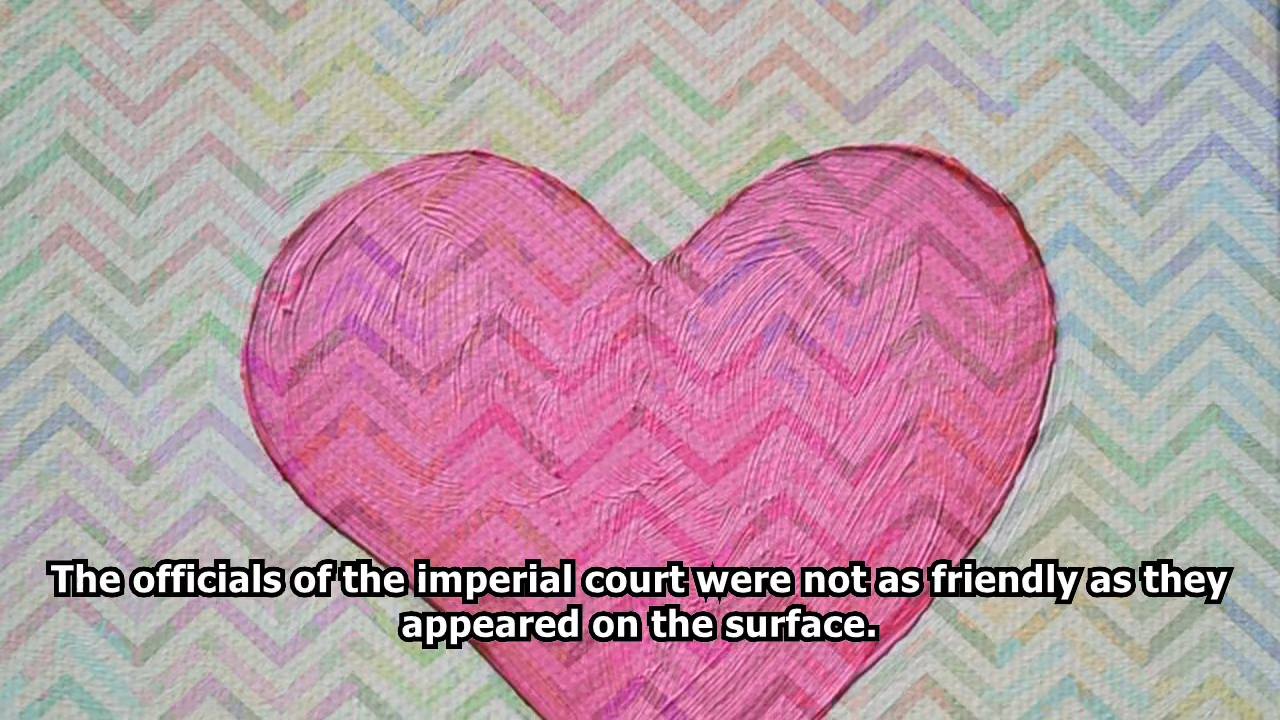 The officials of the imperial court were not as friendly as they
appeared on the surface.